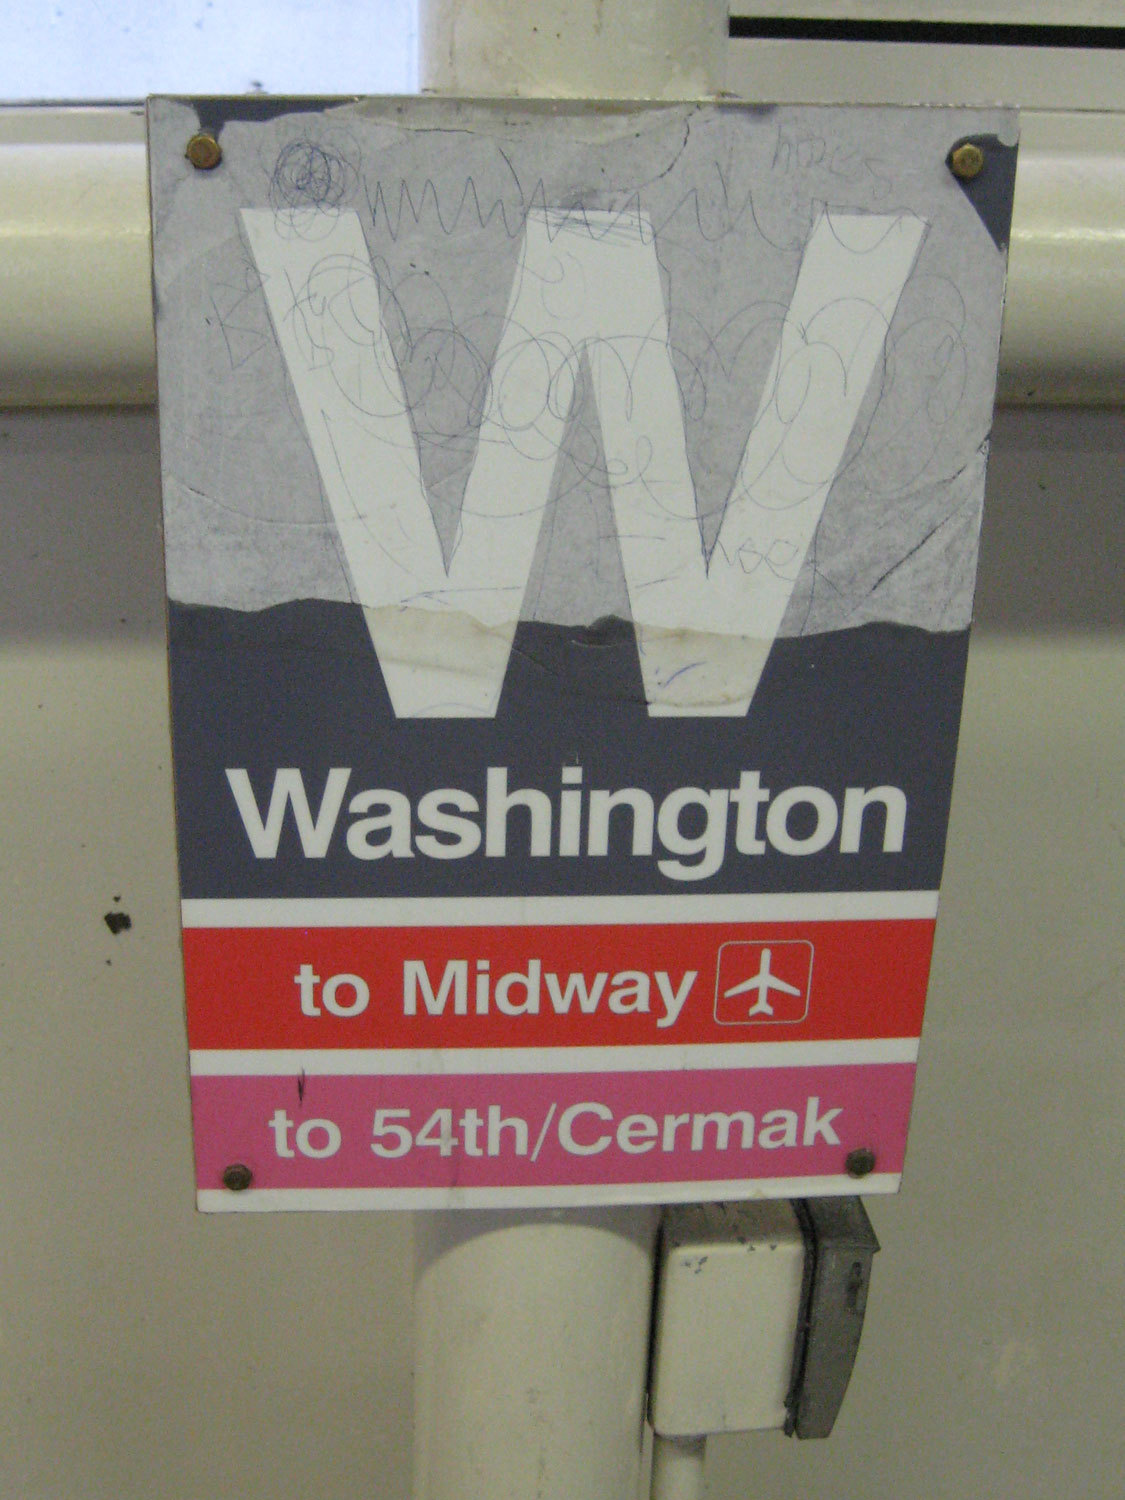 W
Washington
to Midway
to 54th/Cermak